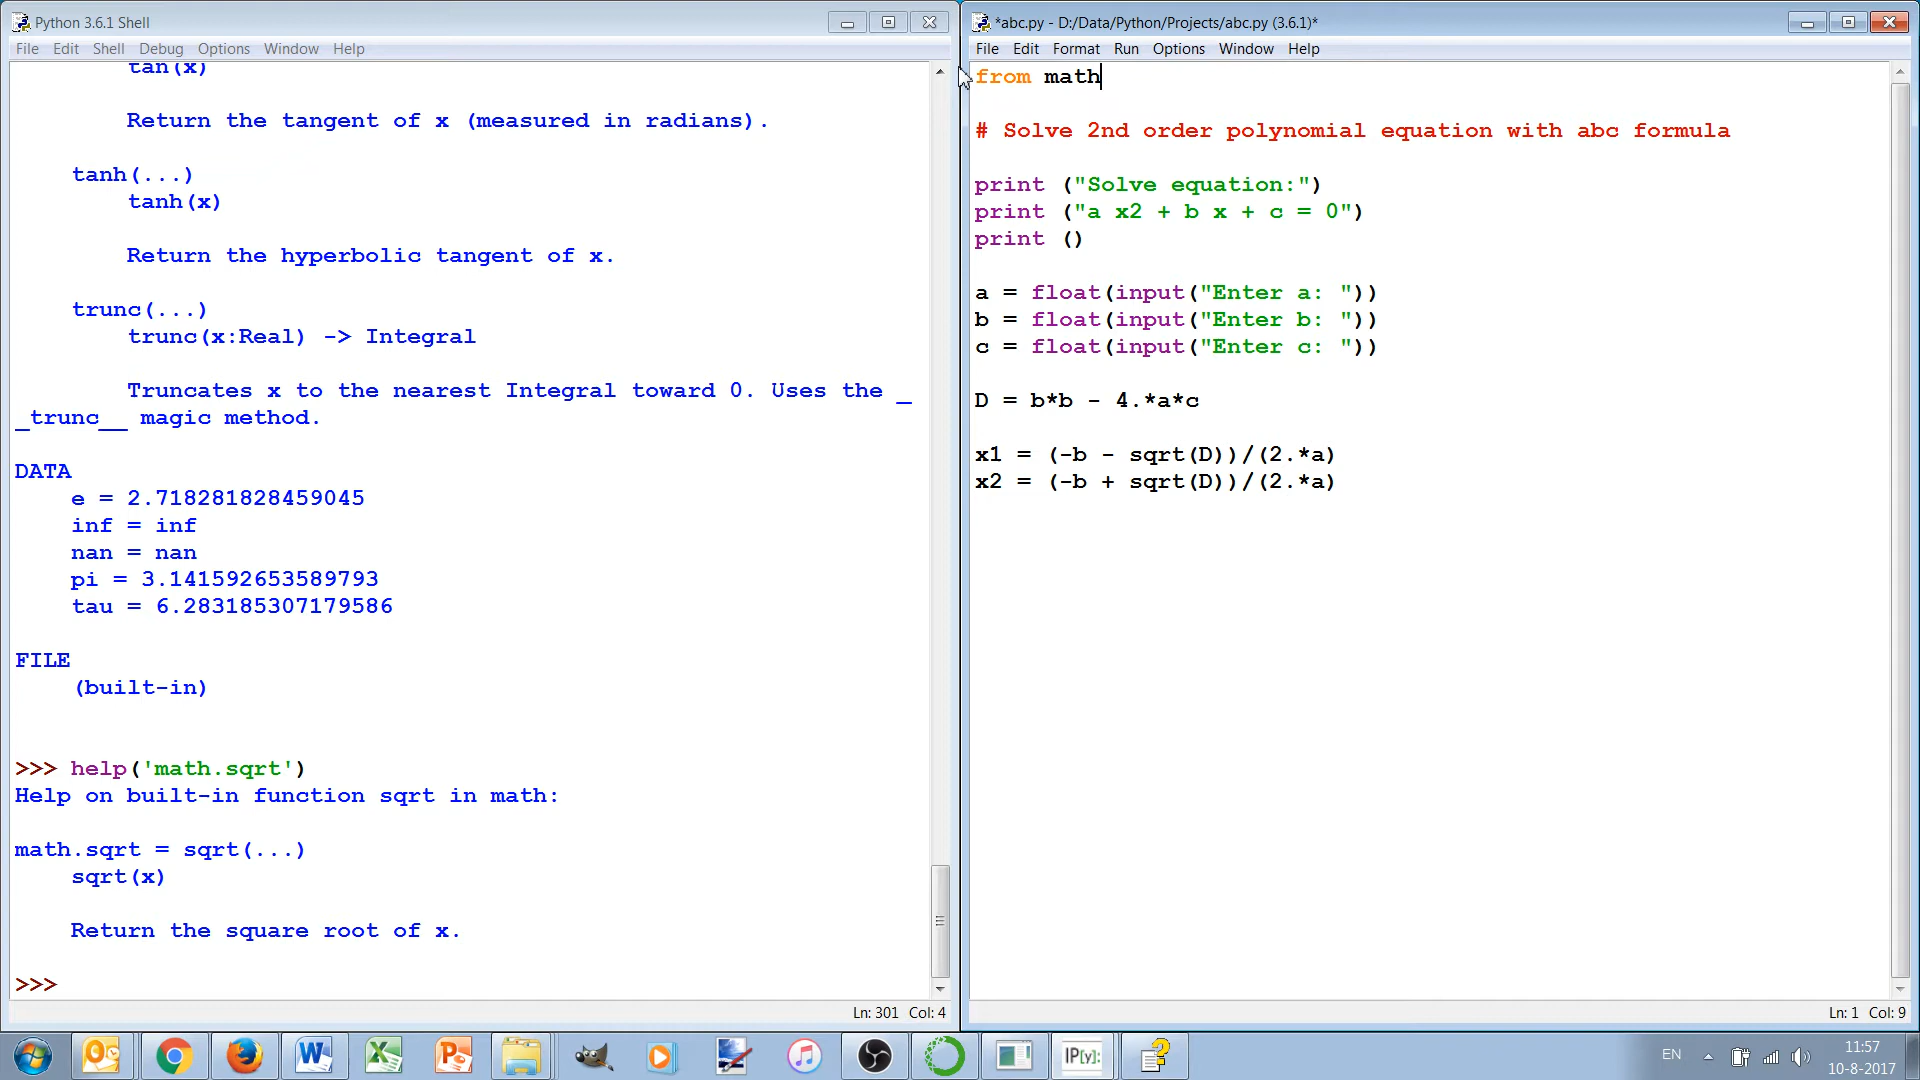 Python 3.6.1 Shell
File Edit Shell Debug Options Window Help
tan(x)
Return the tangent of x (measured in radians).
tanh(...)
tanh(x)
Return the hyperbolic tangent of x.
trunc(...)
trunc(x:Real) -> Integral
Truncates x to the nearest Integral toward 0. Uses the _
_trunc__ magic method.
DATA
e = 2.718281828459045
inf = inf
nan = nan
pi = 3.141592653589793
tau = 6.283185307179586
FILE
(built-in)
>>> help('math.sqrt')
Help on built-in function sqrt in math:
math.sqrt = sqrt(...)
sqrt(x)
Return the square root of x.
>>>
Ln: 301 Col: 4
*abc.py - D:/Data/Python/Projects/abc.py (3.6.1)*
File Edit Format Run Options Window Help
from math
# Solve 2nd order polynomial equation with abc formula
print ("Solve equation:")
print ("a x2 + b x + c = 0")
print ()
a = float(input("Enter a: "))
b = float(input("Enter b: "))
c = float(input("Enter c: "))
D = b*b - 4.*a*c
x1 = (-b - sqrt(D))/(2.*a)
x2 = (-b + sqrt(D))/(2.*a)
Ln: 1 Col: 9
IP[y]:
EN
11:57
10-8-2017